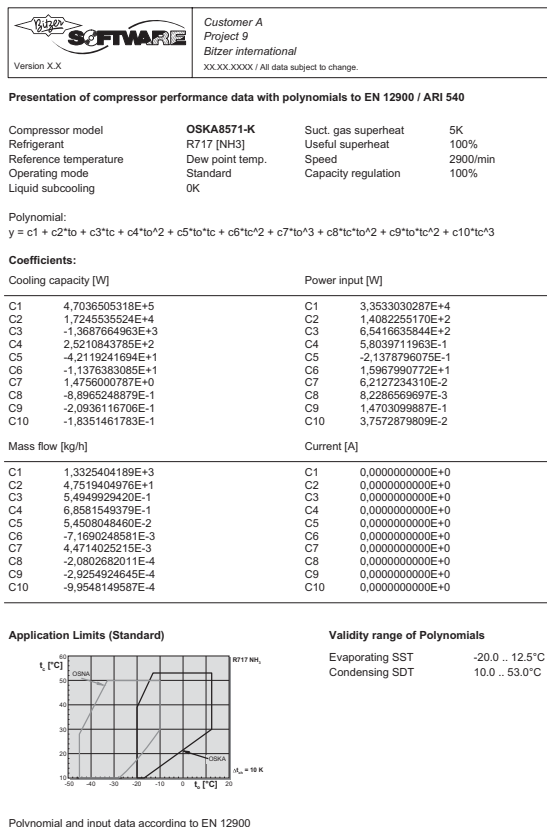 Bitzer
SOFTWARE
Version X.X
Customer A
Project 9
Bitzer international
XX.XX.XXXX / All data subject to change.
Presentation of compressor performance data with polynomials to EN 12900 / ARI 540
Compressor model OSKA8571-K Suct. gas superheat 5K
Refrigerant R717 [NH3] Useful superheat 100%
Reference temperature Dew point temp. Speed 2900/min
Operating mode Standard Capacity regulation 100%
Liquid subcooling 0K
Polynomial:
y = c1 + c2*to + c3*tc + c4*to^2 + c5*to*tc + c6*tc^2 + c7*to^3 + c8*tc*to^2 + c9*to*tc^2 + c10*tc^3
Coefficients:
Cooling capacity [W] Power input [W]
C1 4,7036505318E+5 C1 3,3533030287E+4
C2 1,7245535524E+4 C2 1,4082255170E+2
C3 -1,3687664963E+3 C3 6,5416635844E+2
C4 2,5210843785E+2 C4 5,8039711963E-1
C5 -4,2119241694E+1 C5 -2,1378796075E-1
C6 -1,1376383085E+1 C6 1,5967990772E+1
C7 1,4756000787E+0 C7 6,2127234310E-2
C8 -8,8965248879E-1 C8 8,2286569697E-3
C9 -2,0936116706E-1 C9 1,4703099887E-1
C10 -1,8351461783E-1 C10 3,7572879809E-2
Mass flow [kg/h] Current [A]
C1 1,3325404189E+3 C1 0,0000000000E+0
C2 4,7519404976E+1 C2 0,0000000000E+0
C3 5,4949929420E-1 C3 0,0000000000E+0
C4 6,8581549379E-1 C4 0,0000000000E+0
C5 5,4508048460E-2 C5 0,0000000000E+0
C6 -7,1690248581E-3 C6 0,0000000000E+0
C7 4,4714025215E-3 C7 0,0000000000E+0
C8 -2,0802682011E-4 C8 0,0000000000E+0
C9 -2,9254924645E-4 C9 0,0000000000E+0
C10 -9,9548149587E-4 C10 0,0000000000E+0
Application Limits (Standard) Validity range of Polynomials
Evaporating SST -20.0 .. 12.5°C
Condensing SDT 10.0 .. 53.0°C
tc [°C] 60 R717 NH3
OSNA
50
40
30
20
OSKA
10 Δtoh = 10 K
-50 -40 -30 -20 -10 0 to [°C] 20
Polynomial and input data according to EN 12900